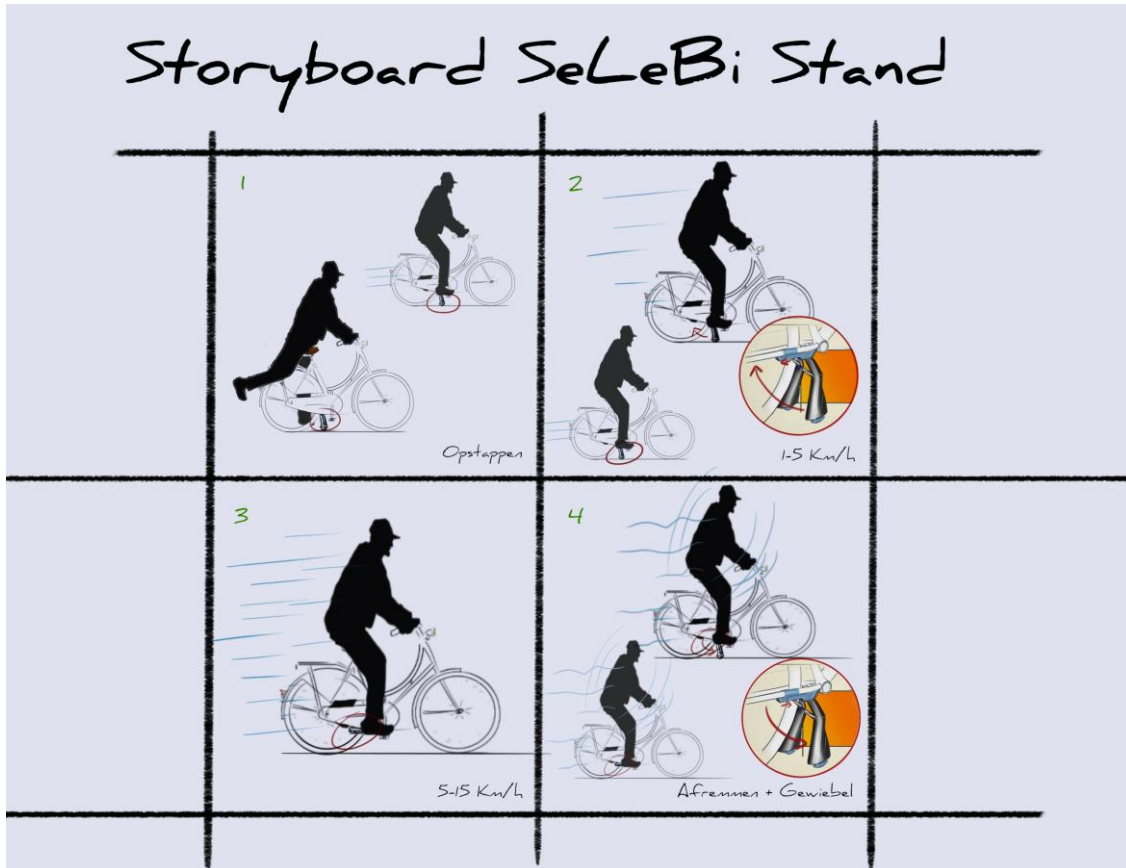 Storyboard SeLeBi Stand
1
Opstappen
2
1-5 Km/h
3
5-15 Km/h
4
Afremmen + Gewiebel